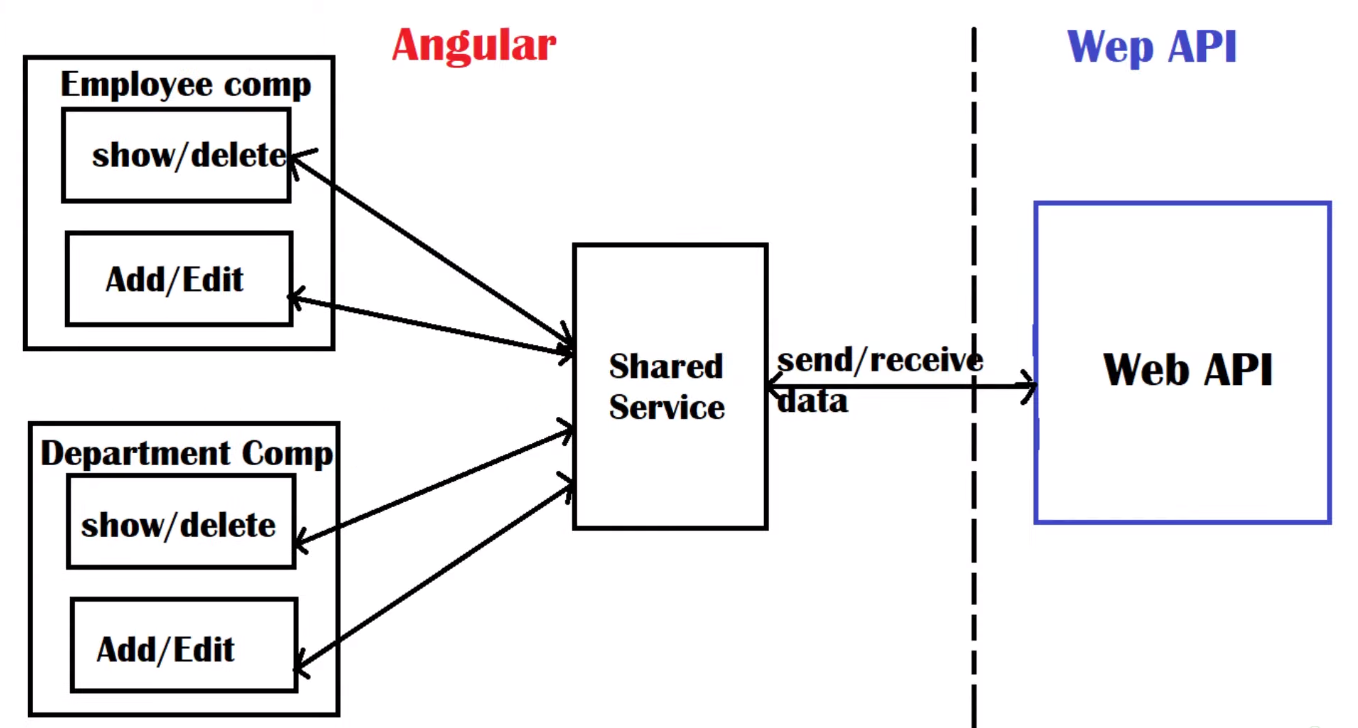 Angular
Wep API
Employee comp
show/delete
Add/Edit
Shared
Service
send/receive
data
Web API
Department Comp
show/delete
Add/Edit